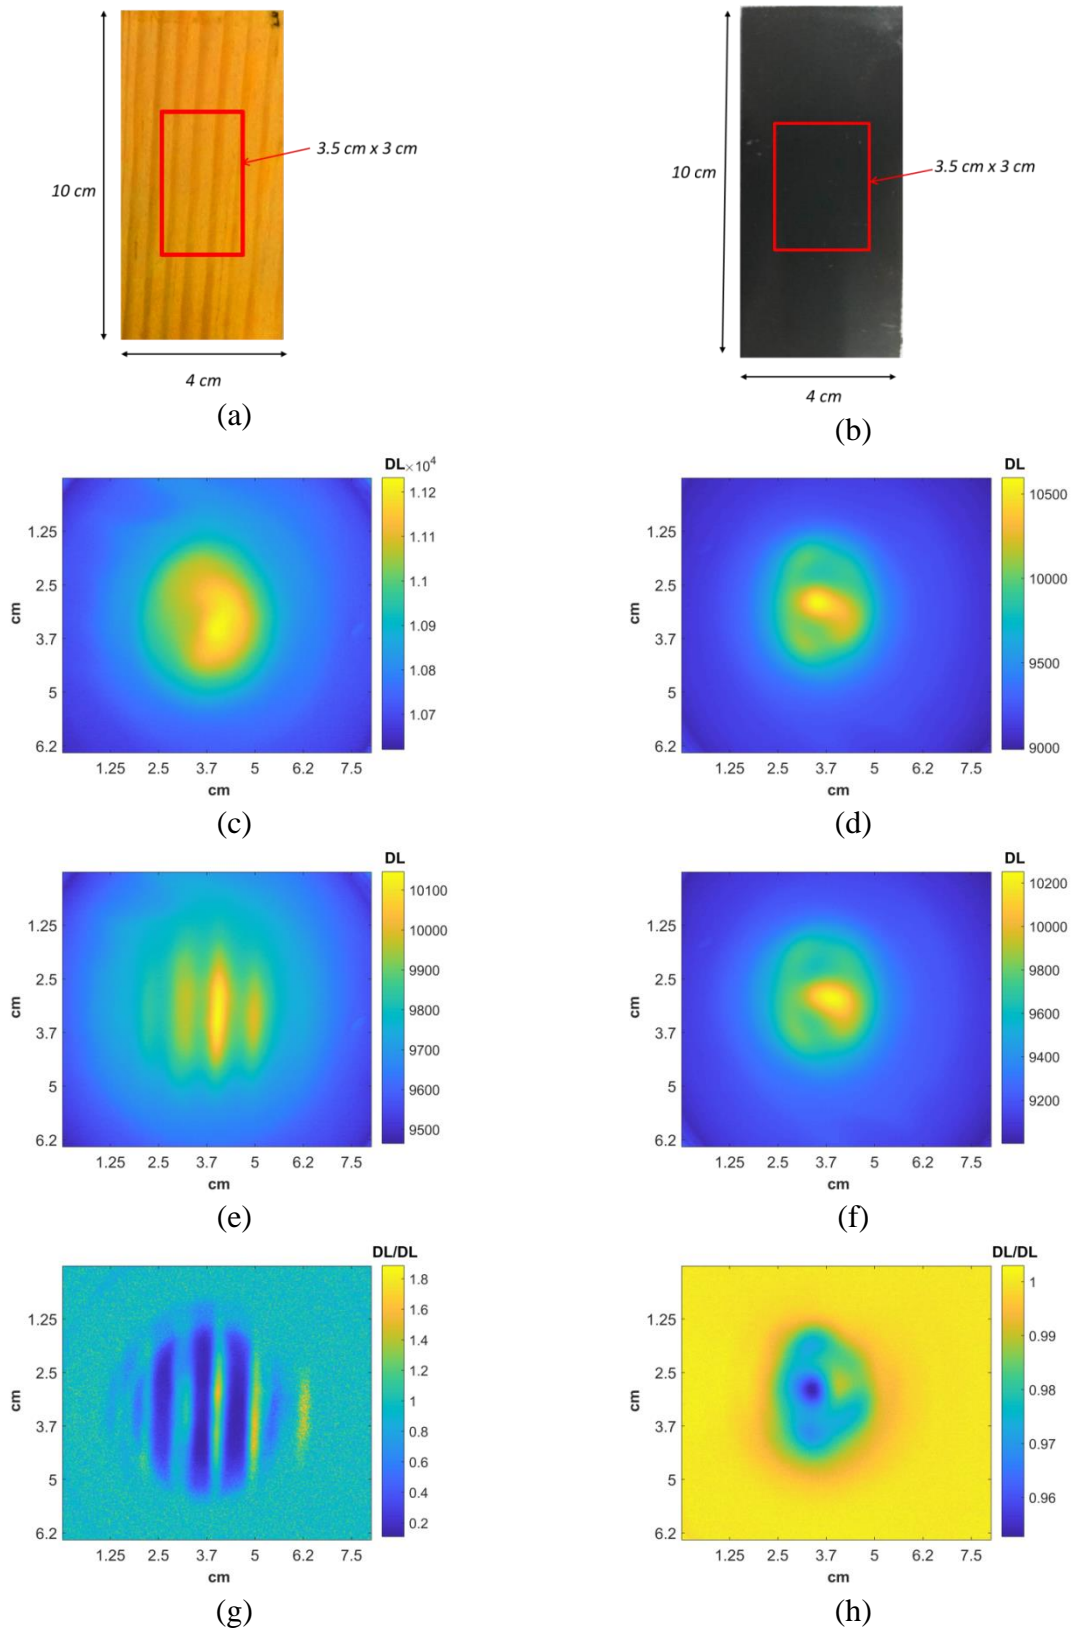 10 cm
3.5 cm x 3 cm
4 cm
(a)
10 cm
3.5 cm x 3 cm
4 cm
(b)
DL ×10⁴
1.12
1.11
1.1
1.09
1.08
1.07
cm
1.25
2.5
3.7
5
6.2
1.25 2.5 3.7 5 6.2 7.5
cm
(c)
DL
10500
10000
9500
9000
cm
1.25
2.5
3.7
5
6.2
1.25 2.5 3.7 5 6.2 7.5
cm
(d)
DL
10100
10000
9900
9800
9700
9600
9500
cm
1.25
2.5
3.7
5
6.2
1.25 2.5 3.7 5 6.2 7.5
cm
(e)
DL
10200
10000
9800
9600
9400
9200
cm
1.25
2.5
3.7
5
6.2
1.25 2.5 3.7 5 6.2 7.5
cm
(f)
DL/DL
1.8
1.6
1.4
1.2
1
0.8
0.6
0.4
0.2
cm
1.25
2.5
3.7
5
6.2
1.25 2.5 3.7 5 6.2 7.5
cm
(g)
DL/DL
1
0.99
0.98
0.97
0.96
cm
1.25
2.5
3.7
5
6.2
1.25 2.5 3.7 5 6.2 7.5
cm
(h)